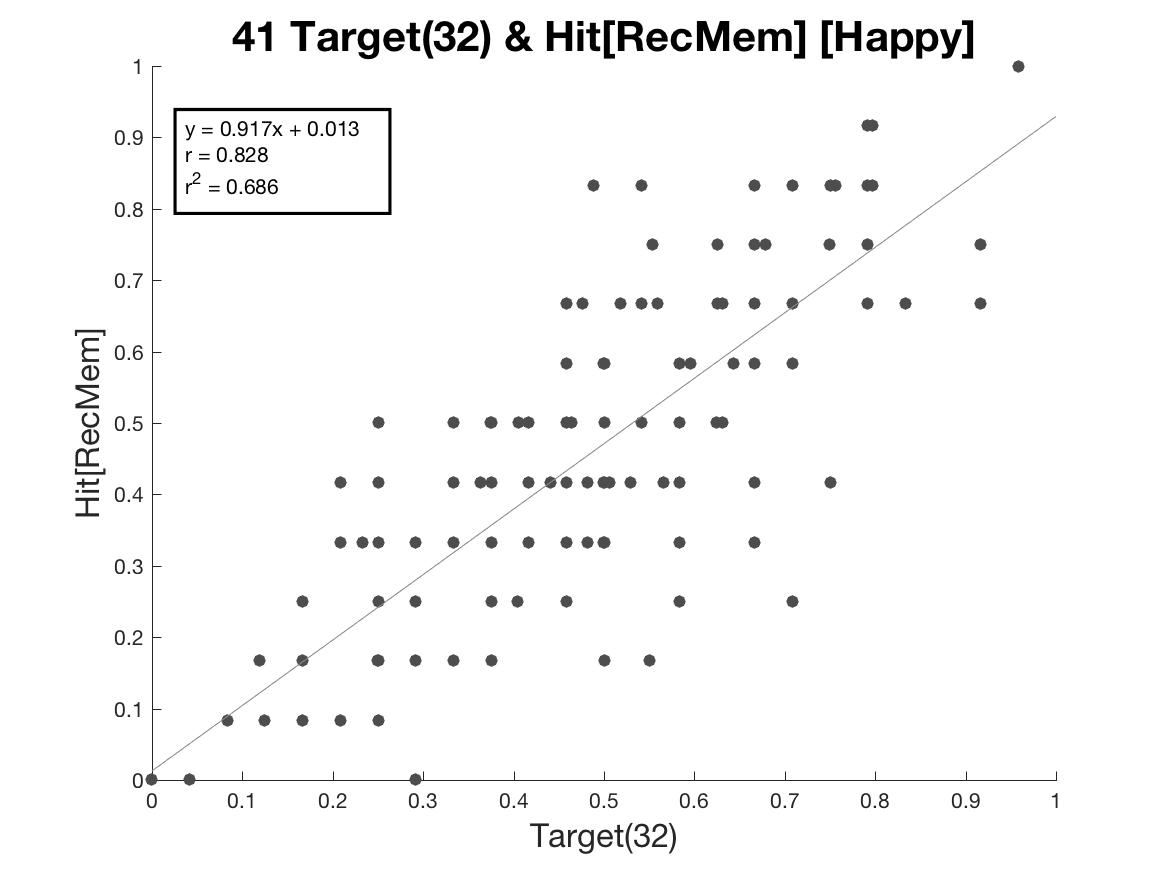 41 Target(32) & Hit[RecMem] [Happy]
y = 0.917x + 0.013
r = 0.828
r² = 0.686
Hit[RecMem]
1
0.9
0.8
0.7
0.6
0.5
0.4
0.3
0.2
0.1
0
0 0.1 0.2 0.3 0.4 0.5 0.6 0.7 0.8 0.9 1
Target(32)